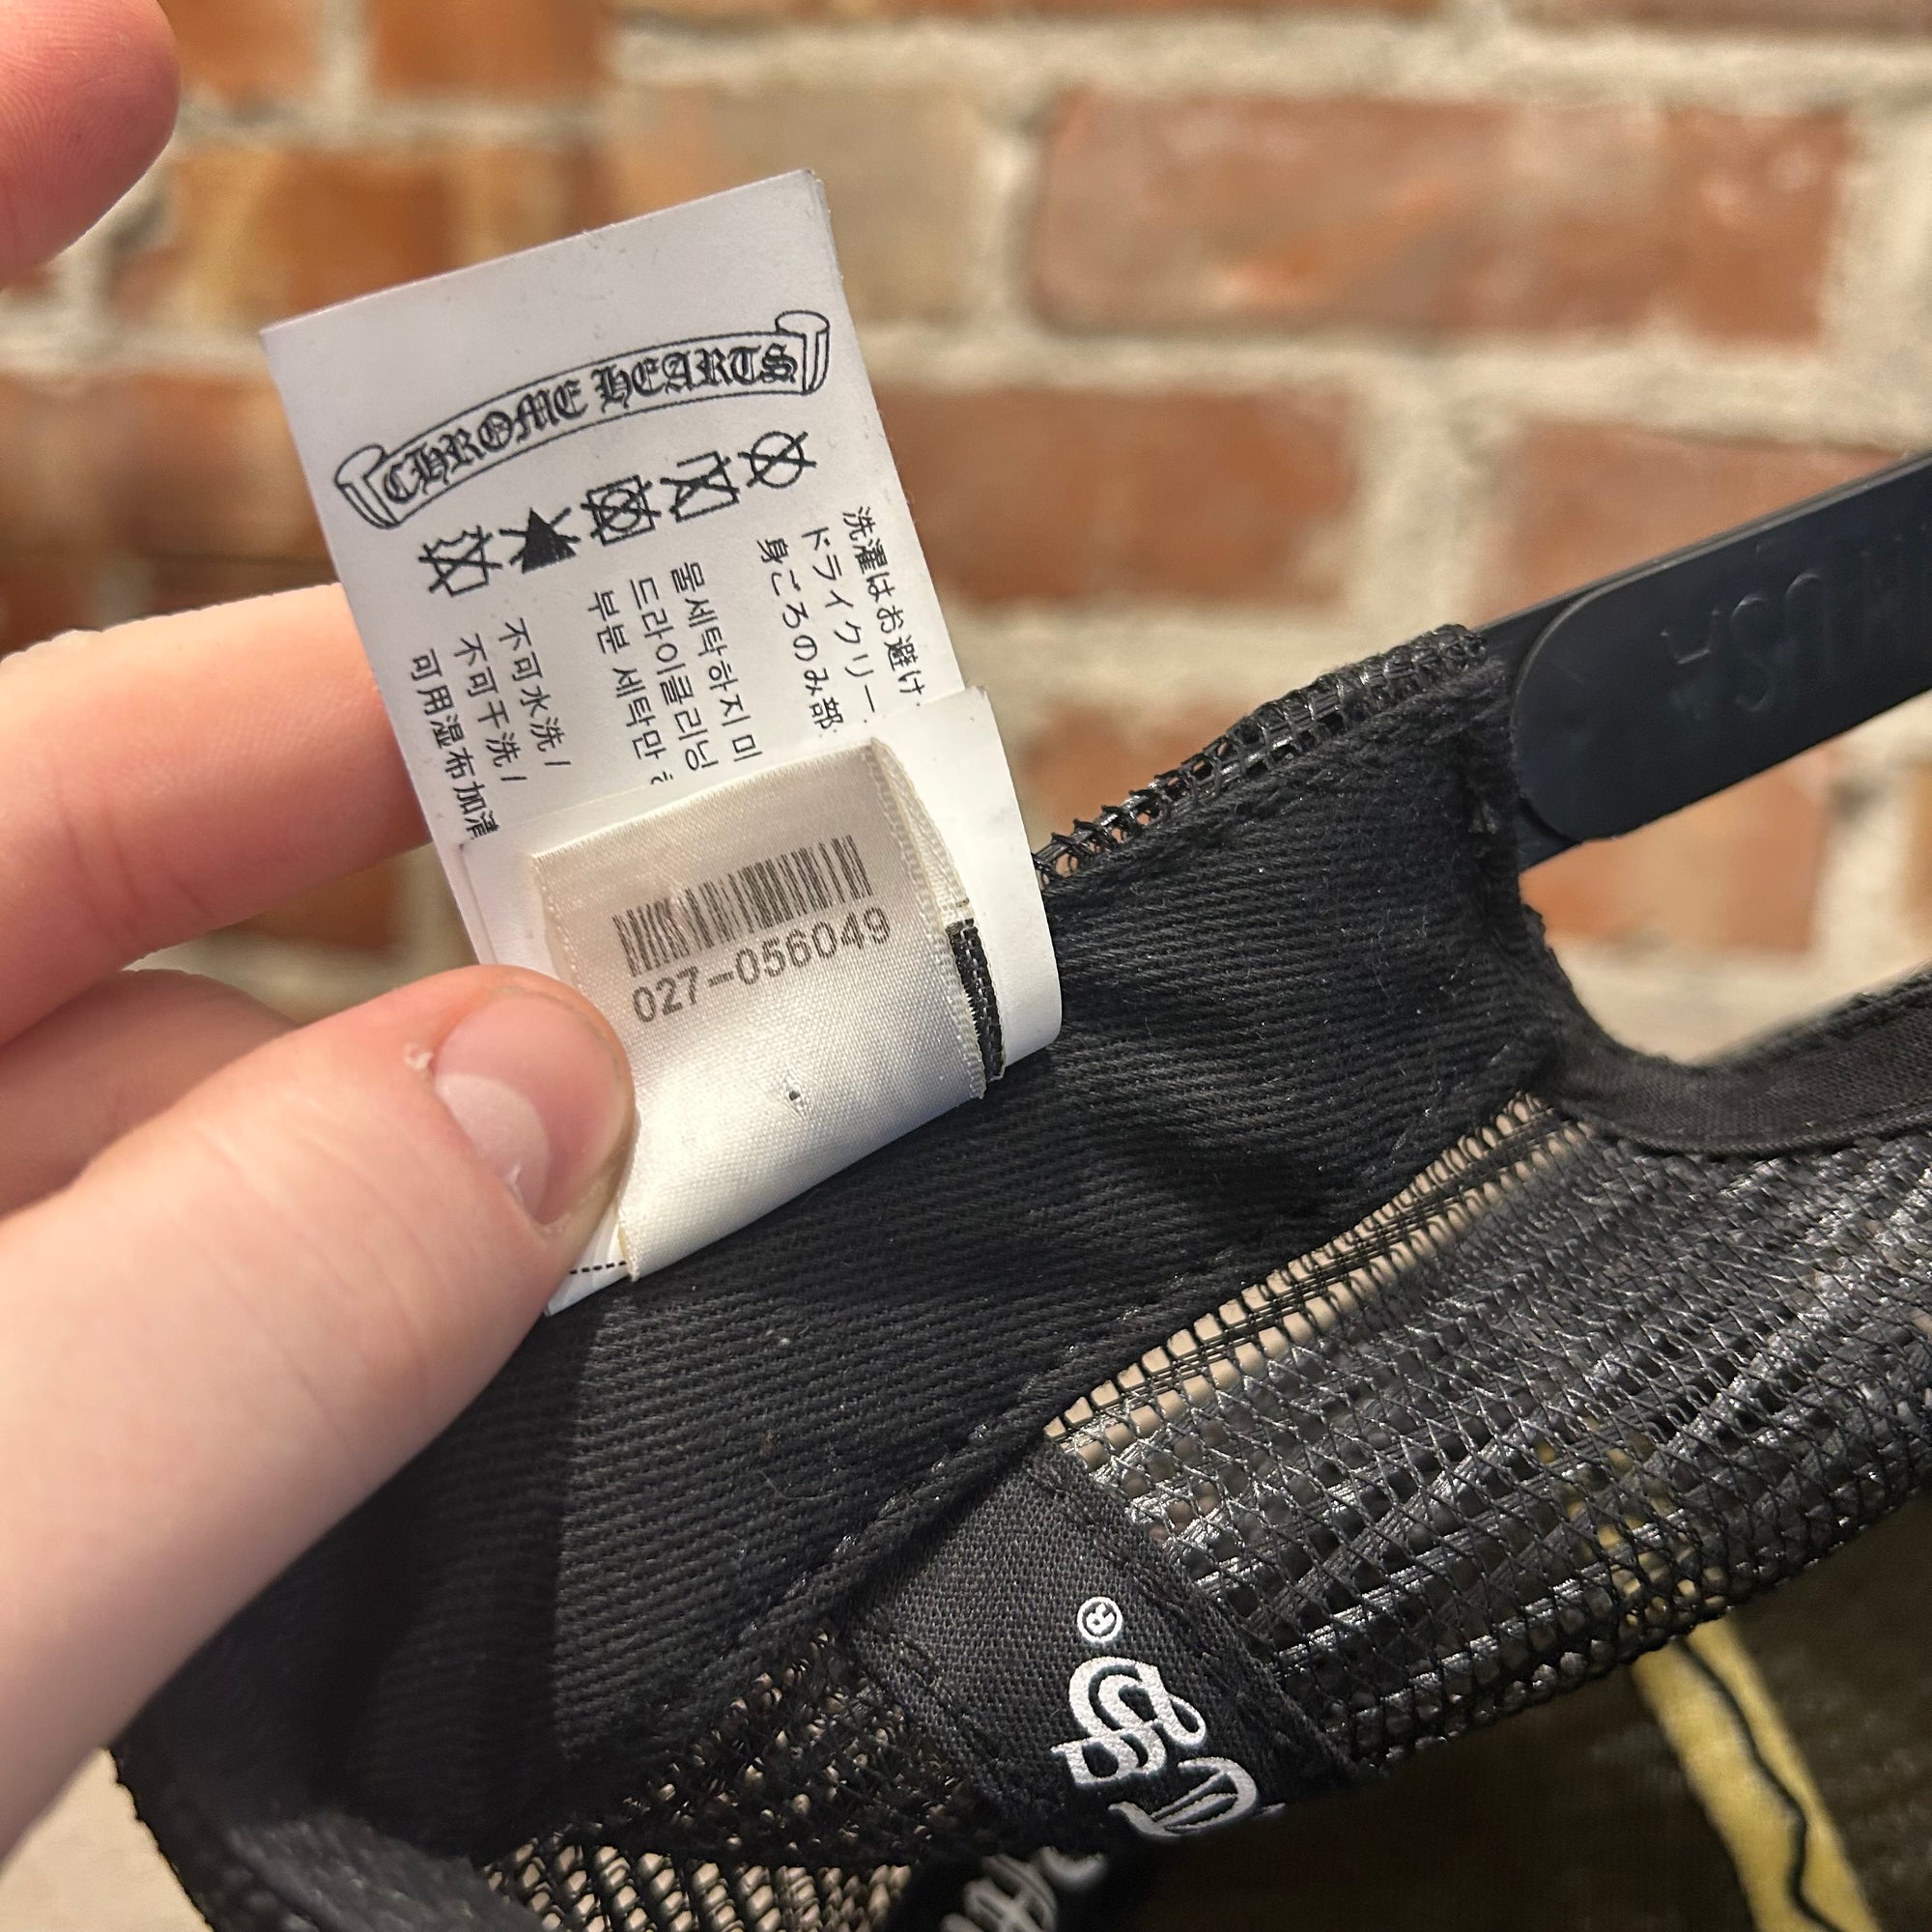 CHROME HEARTS
洗濯はお避け
ドライクリー
身ごろのみ部
물세탁하지 미
드라이클리닝
부분 세탁만
不可水洗 /
不可干洗 /
可用湿布加清
027-056049
USA
®